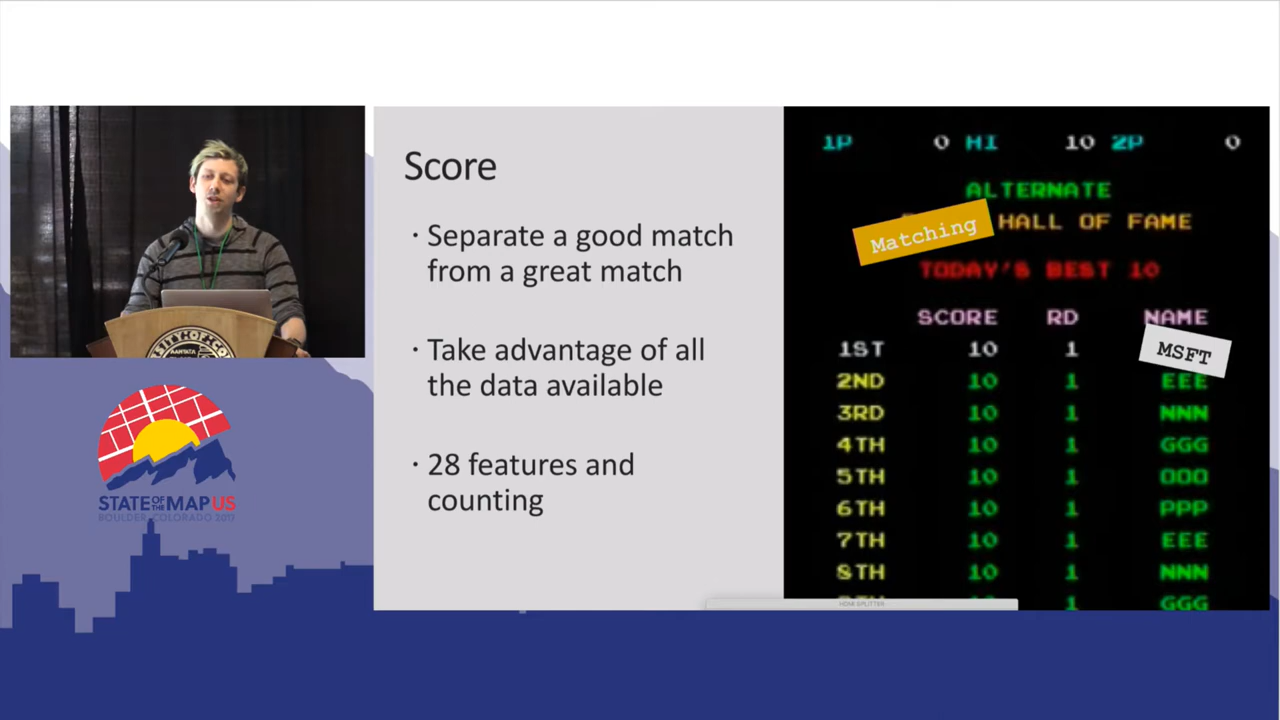 Score
· Separate a good match
from a great match
· Take advantage of all
the data available
· 28 features and
counting
1P 0 HI 10 2P 0
ALTERNATE
Matching HALL OF FAME
TODAY'S BEST 10
SCORE RD NAME
1ST 10 1 MSFT
2ND 10 1 EEE
3RD 10 1 NNN
4TH 10 1 GGG
5TH 10 1 OOO
6TH 10 1 PPP
7TH 10 1 EEE
8TH 10 1 NNN
10 1 GGG
HDMI SPLITTER
STATE OF THE MAP US
BOULDER, COLORADO 2017